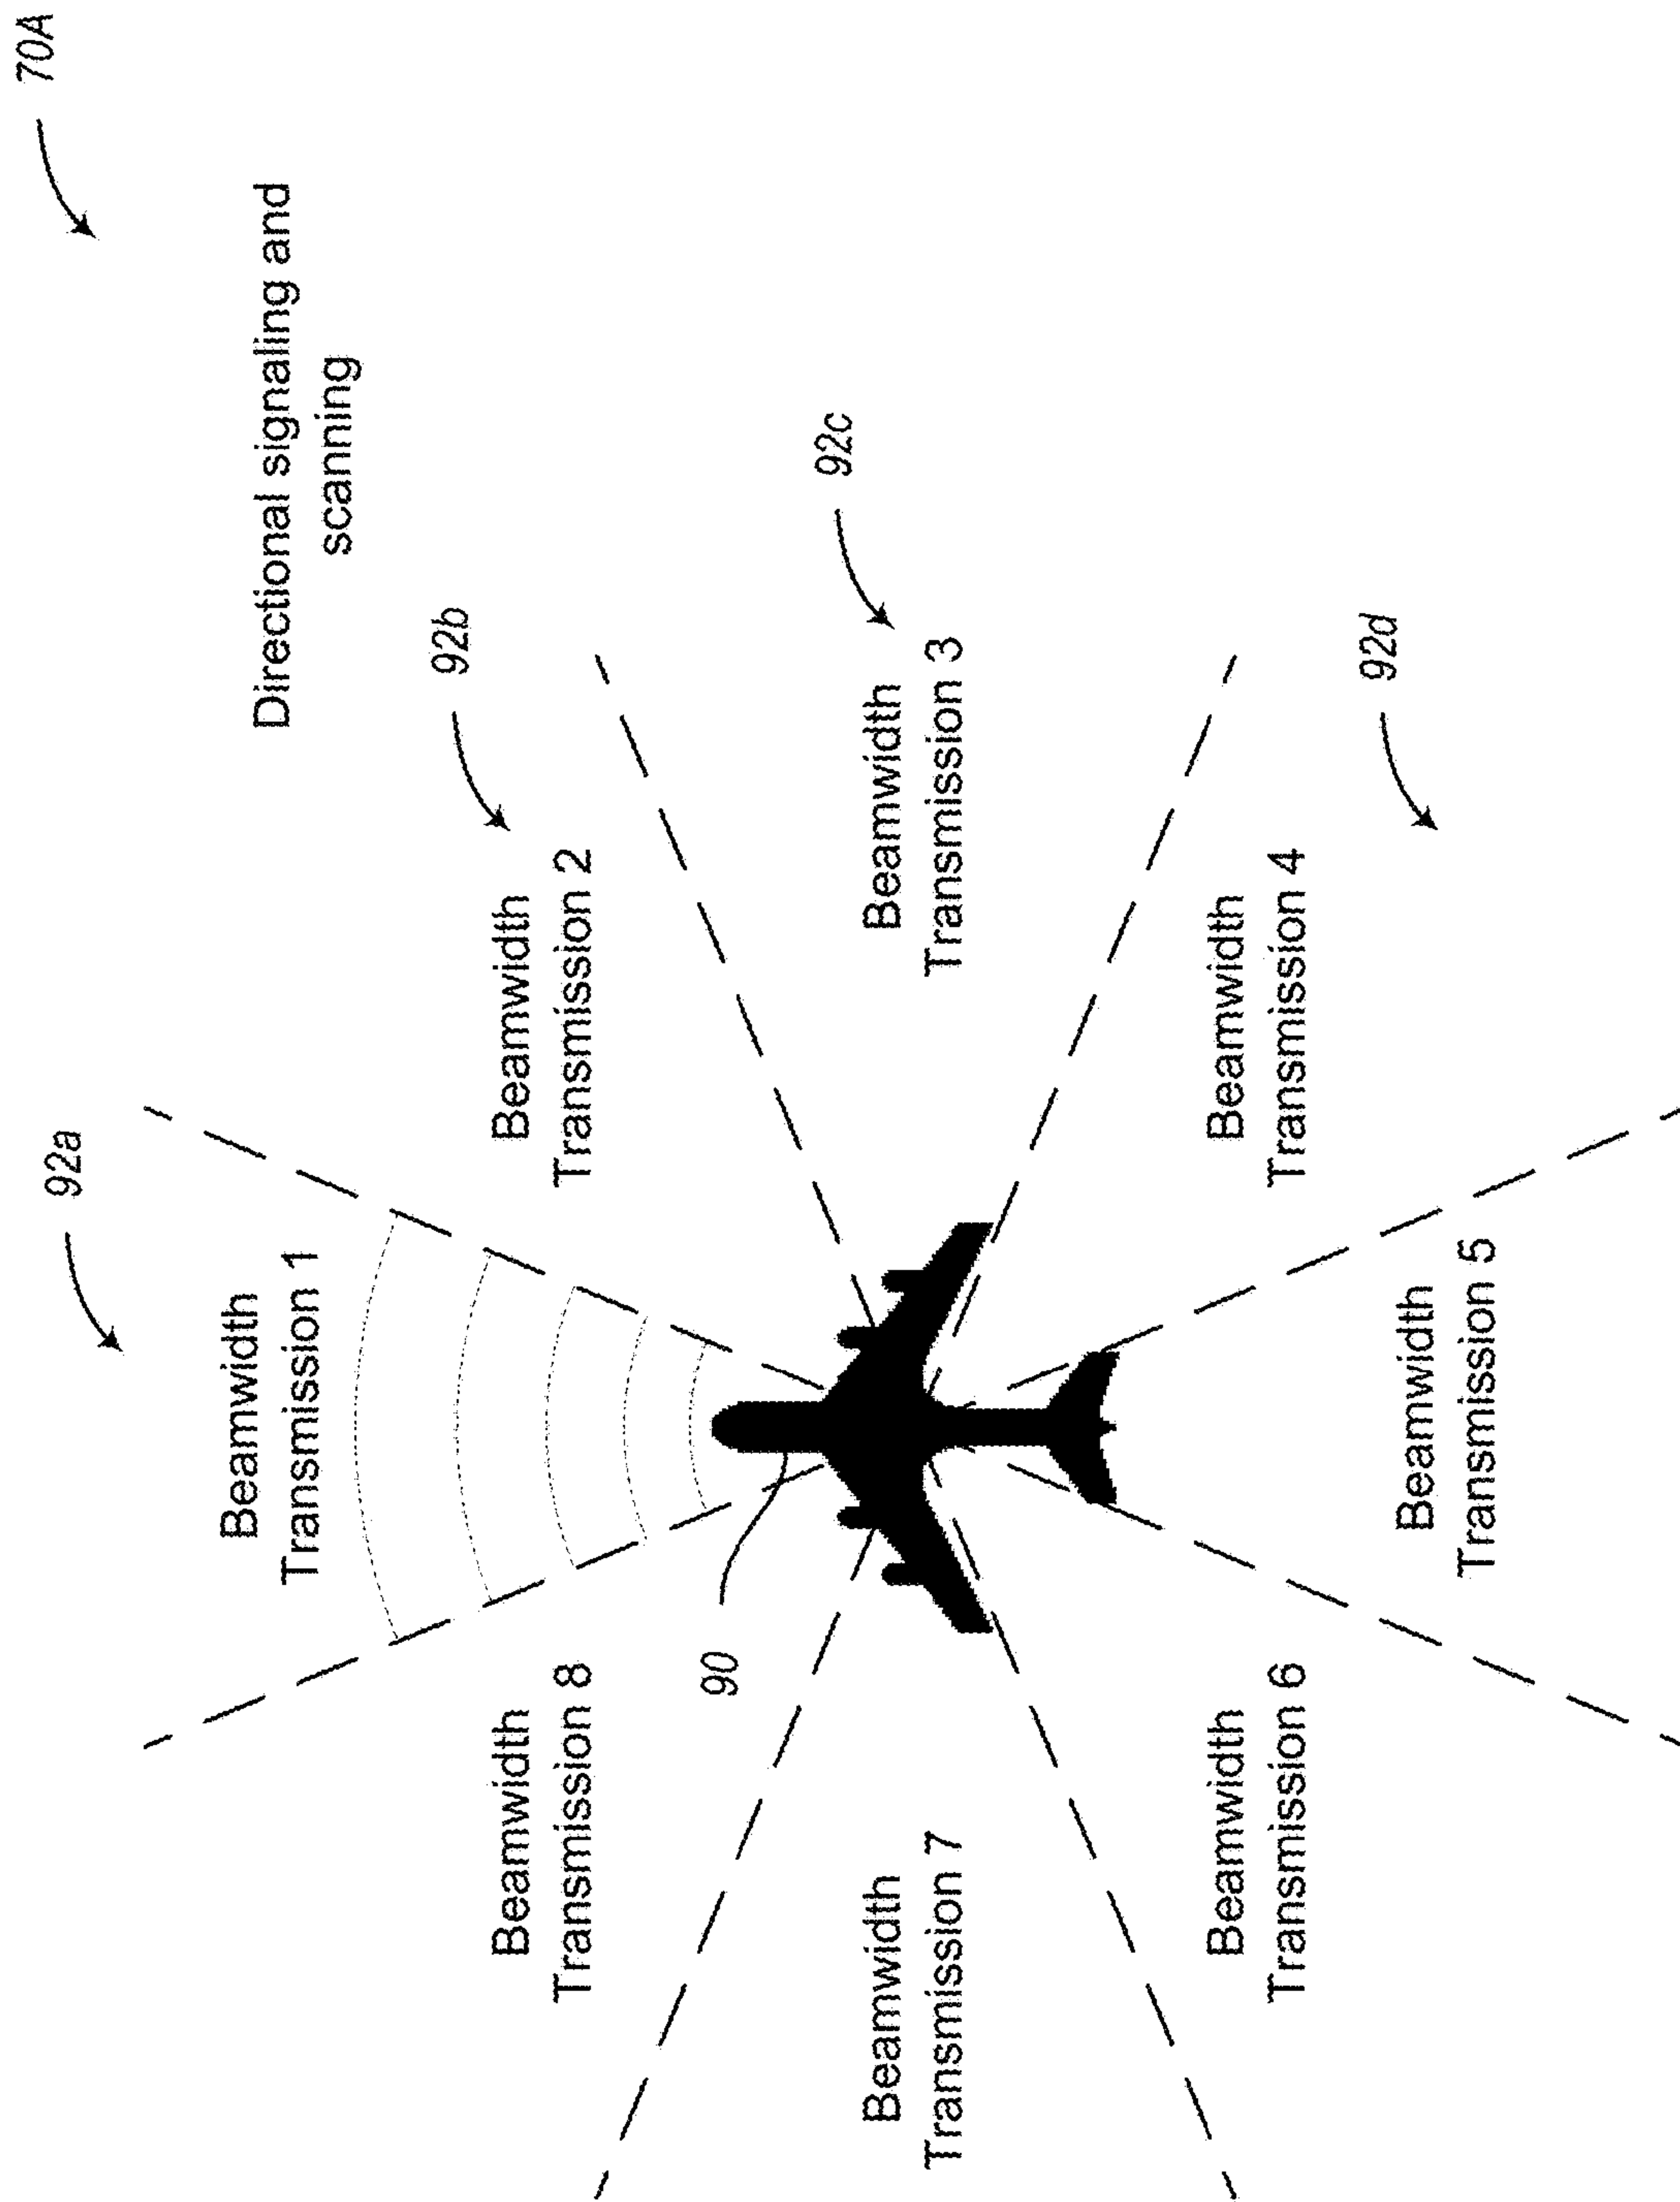 70A
Directional signaling and
scanning
92a
Beamwidth
Transmission 1
92b
Beamwidth
Transmission 2
92c
Beamwidth
Transmission 3
92d
Beamwidth
Transmission 4
Beamwidth
Transmission 5
Beamwidth
Transmission 6
Beamwidth
Transmission 7
Beamwidth
Transmission 8
90